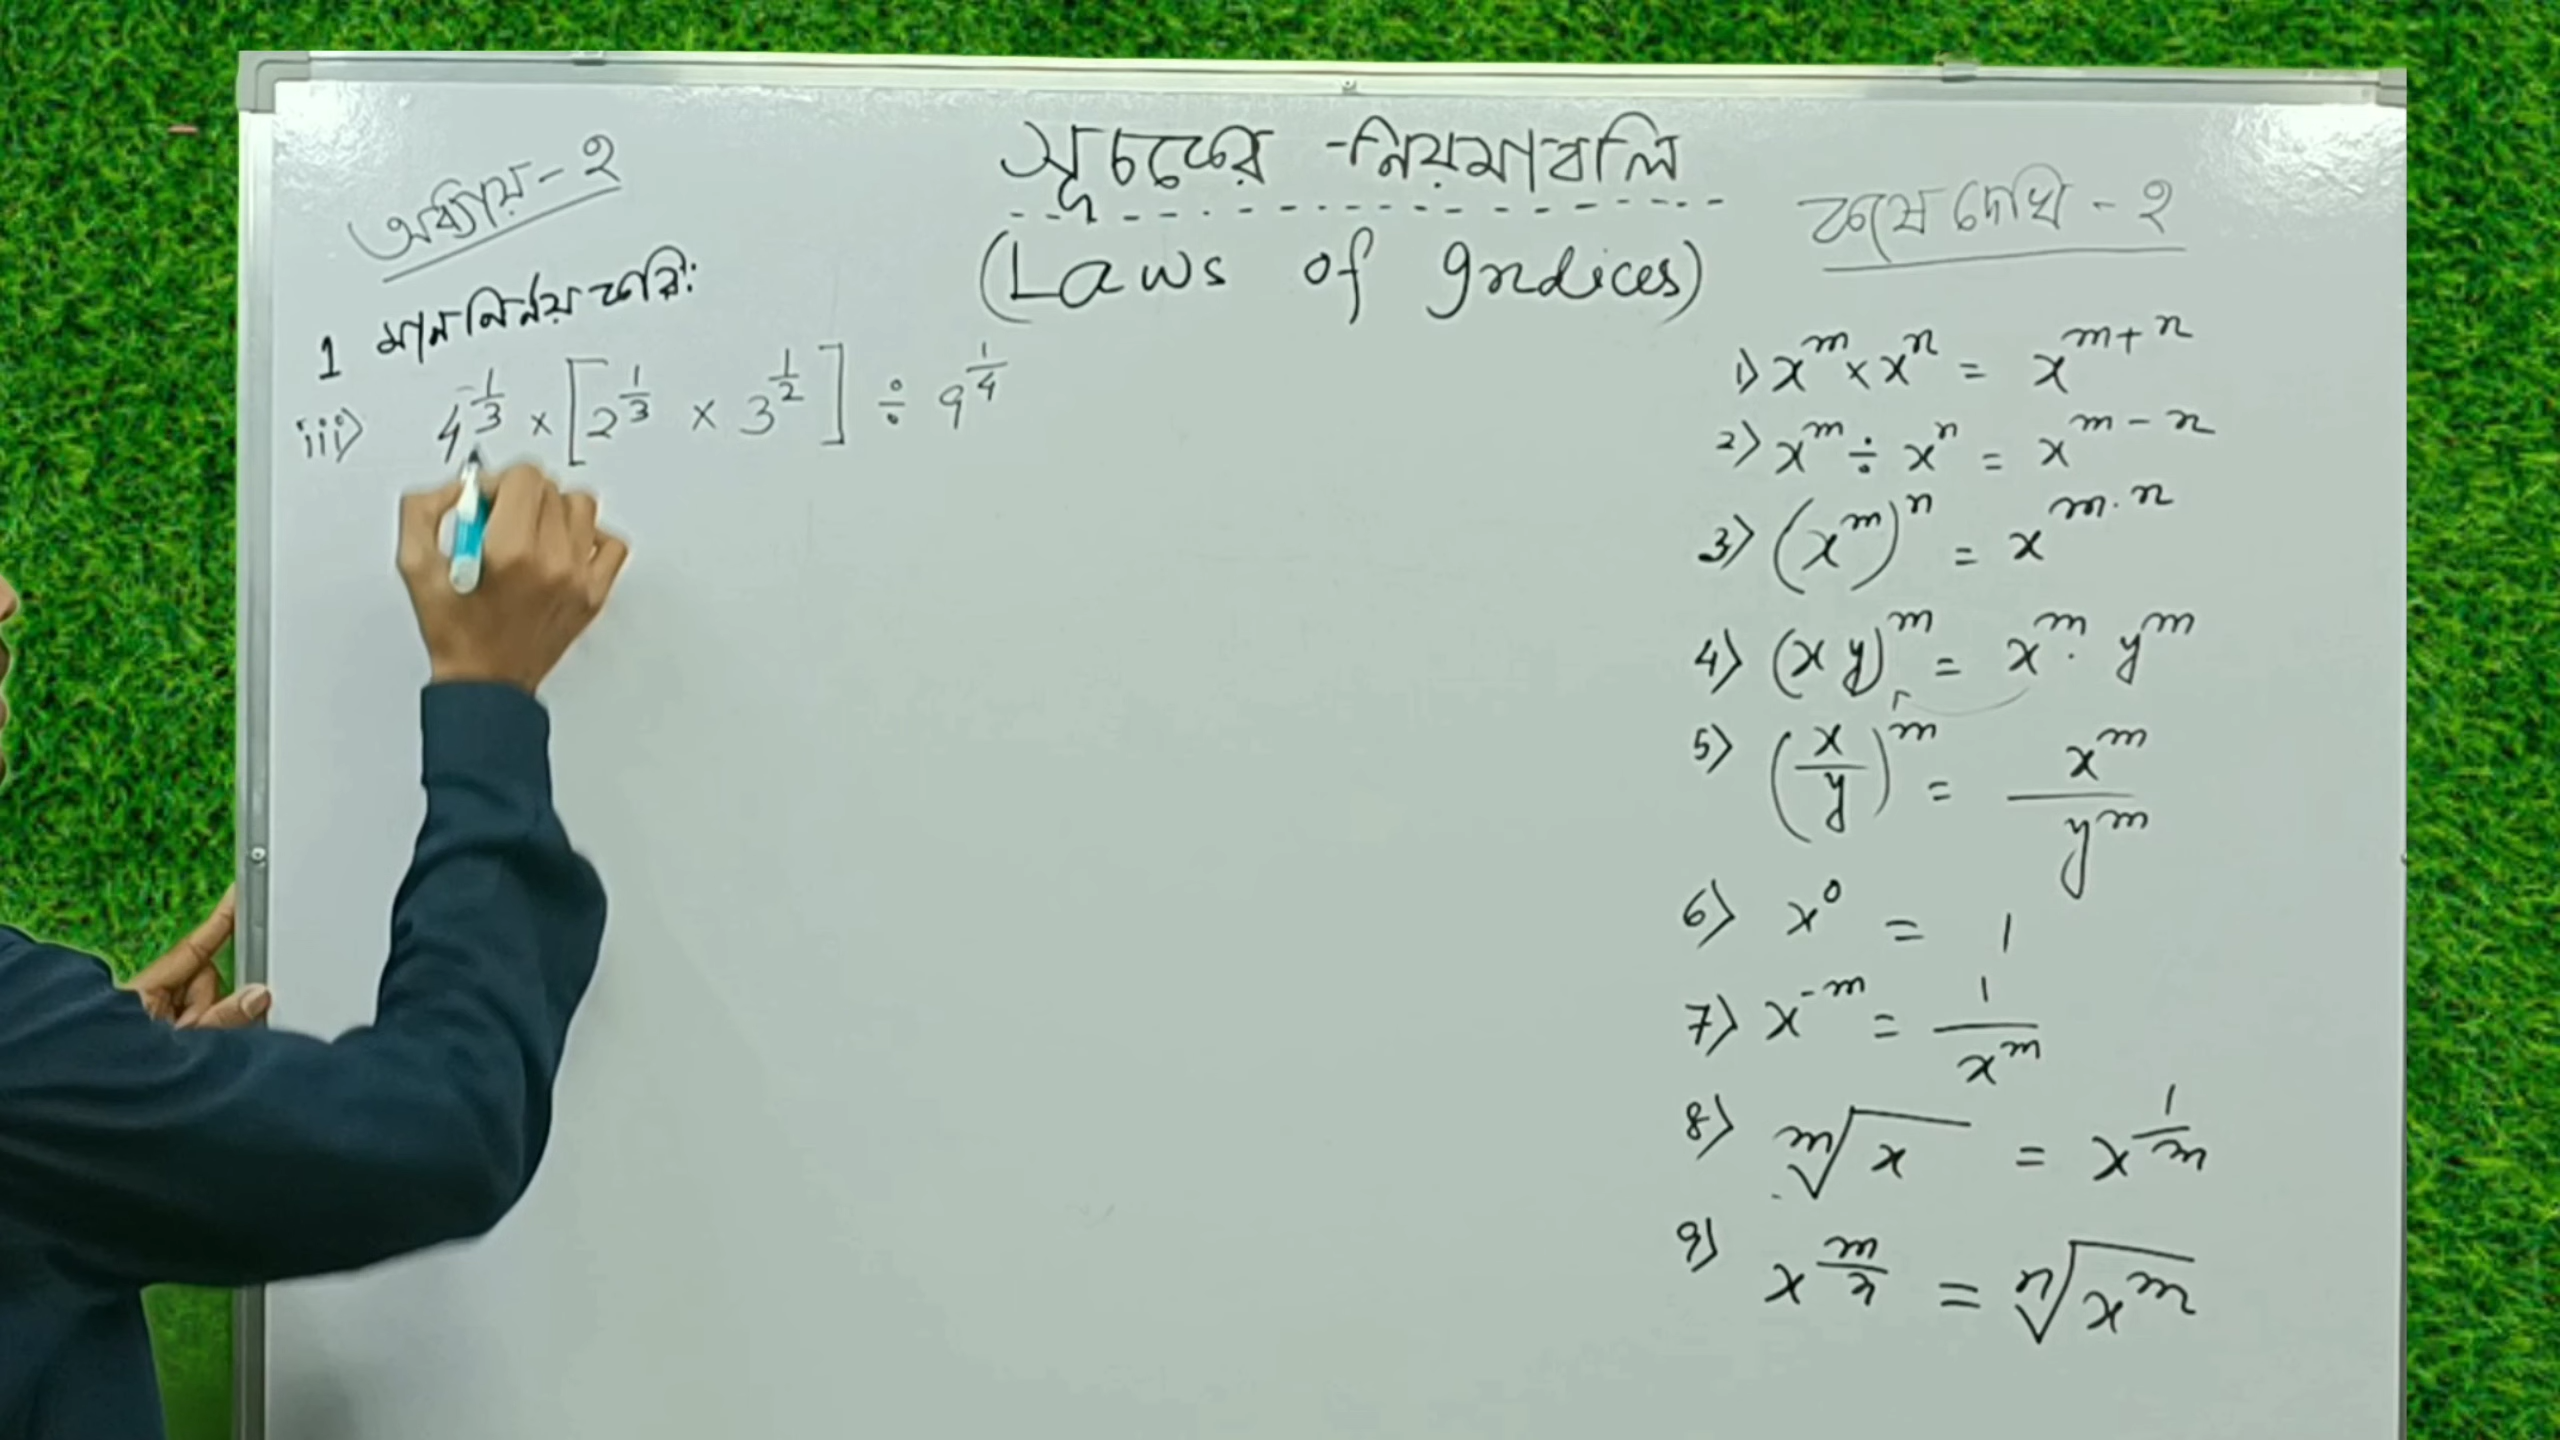 অধ্যায় - ২
সূচকের নিয়মাবলি
(Laws of Indices)
কষে দেখি - ২
1 মান নির্ণয় করি:
iii) 4^{-1/3} × [2^{1/3} × 3^{1/2}] ÷ 9^{1/4}
1) x^m × x^n = x^{m+n}
2) x^m ÷ x^n = x^{m-n}
3) (x^m)^n = x^{m.n}
4) (xy)^m = x^m . y^m
5) (x/y)^m = x^m/y^m
6) x^0 = 1
7) x^{-m} = 1/x^m
8) ᵐ√x = x^{1/m}
9) x^{m/n} = ⁿ√x^m